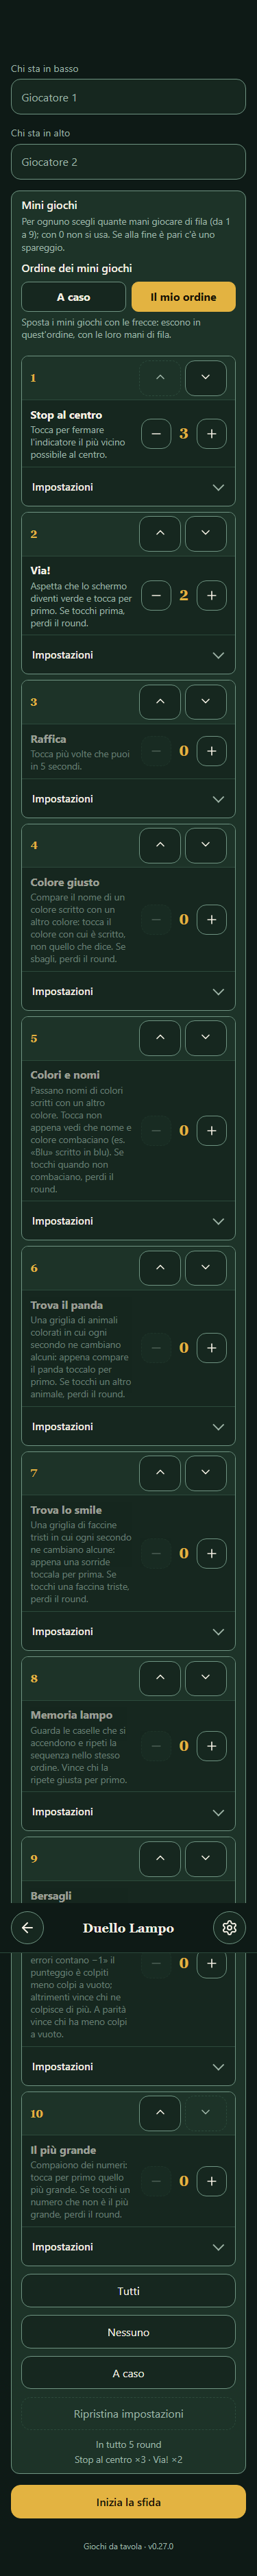 Chi sta in basso
Giocatore 1
Chi sta in alto
Giocatore 2
Mini giochi
Per ognuno scegli quante mani giocare di fila (da 1
a 9); con 0 non si usa. Se alla fine è pari c'è uno
spareggio.
Ordine dei mini giochi
A caso
Il mio ordine
Sposta i mini giochi con le frecce: escono in
quest'ordine, con le loro mani di fila.
1
Stop al centro
Tocca per fermare
l'indicatore il più vicino
possibile al centro.
− 3 +
Impostazioni
2
Via!
Aspetta che lo schermo
diventi verde e tocca per
primo. Se tocchi prima,
perdi il round.
− 2 +
Impostazioni
3
Raffica
Tocca più volte che puoi
in 5 secondi.
− 0 +
Impostazioni
4
Colore giusto
Compare il nome di un
colore scritto con un
altro colore: tocca il
colore con cui è scritto,
non quello che dice. Se
sbagli, perdi il round.
− 0 +
Impostazioni
5
Colori e nomi
Passano nomi di colori
scritti con un altro
colore. Tocca non
appena vedi che nome e
colore combaciano (es.
«Blu» scritto in blu). Se
tocchi quando non
combaciano, perdi il
round.
− 0 +
Impostazioni
6
Trova il panda
Una griglia di animali
colorati in cui ogni
secondo ne cambiano
alcuni: appena compare
il panda toccalo per
primo. Se tocchi un altro
animale, perdi il round.
− 0 +
Impostazioni
7
Trova lo smile
Una griglia di faccine
tristi in cui ogni secondo
ne cambiano alcune:
appena una sorride
toccala per prima. Se
tocchi una faccina triste,
perdi il round.
− 0 +
Impostazioni
8
Memoria lampo
Guarda le caselle che si
accendono e ripeti la
sequenza nello stesso
ordine. Vince chi la
ripete giusta per primo.
− 0 +
Impostazioni
9
Bersagli
Duello Lampo
errori contano −1» il
punteggio è colpiti
meno colpi a vuoto;
altrimenti vince chi ne
colpisce di più. A parità
vince chi ha meno colpi
a vuoto.
− 0 +
Impostazioni
10
Il più grande
Compaiono dei numeri:
tocca per primo quello
più grande. Se tocchi un
numero che non è il più
grande, perdi il round.
− 0 +
Impostazioni
Tutti
Nessuno
A caso
Ripristina impostazioni
In tutto 5 round
Stop al centro ×3 · Via! ×2
Inizia la sfida
Giochi da tavola · v0.27.0